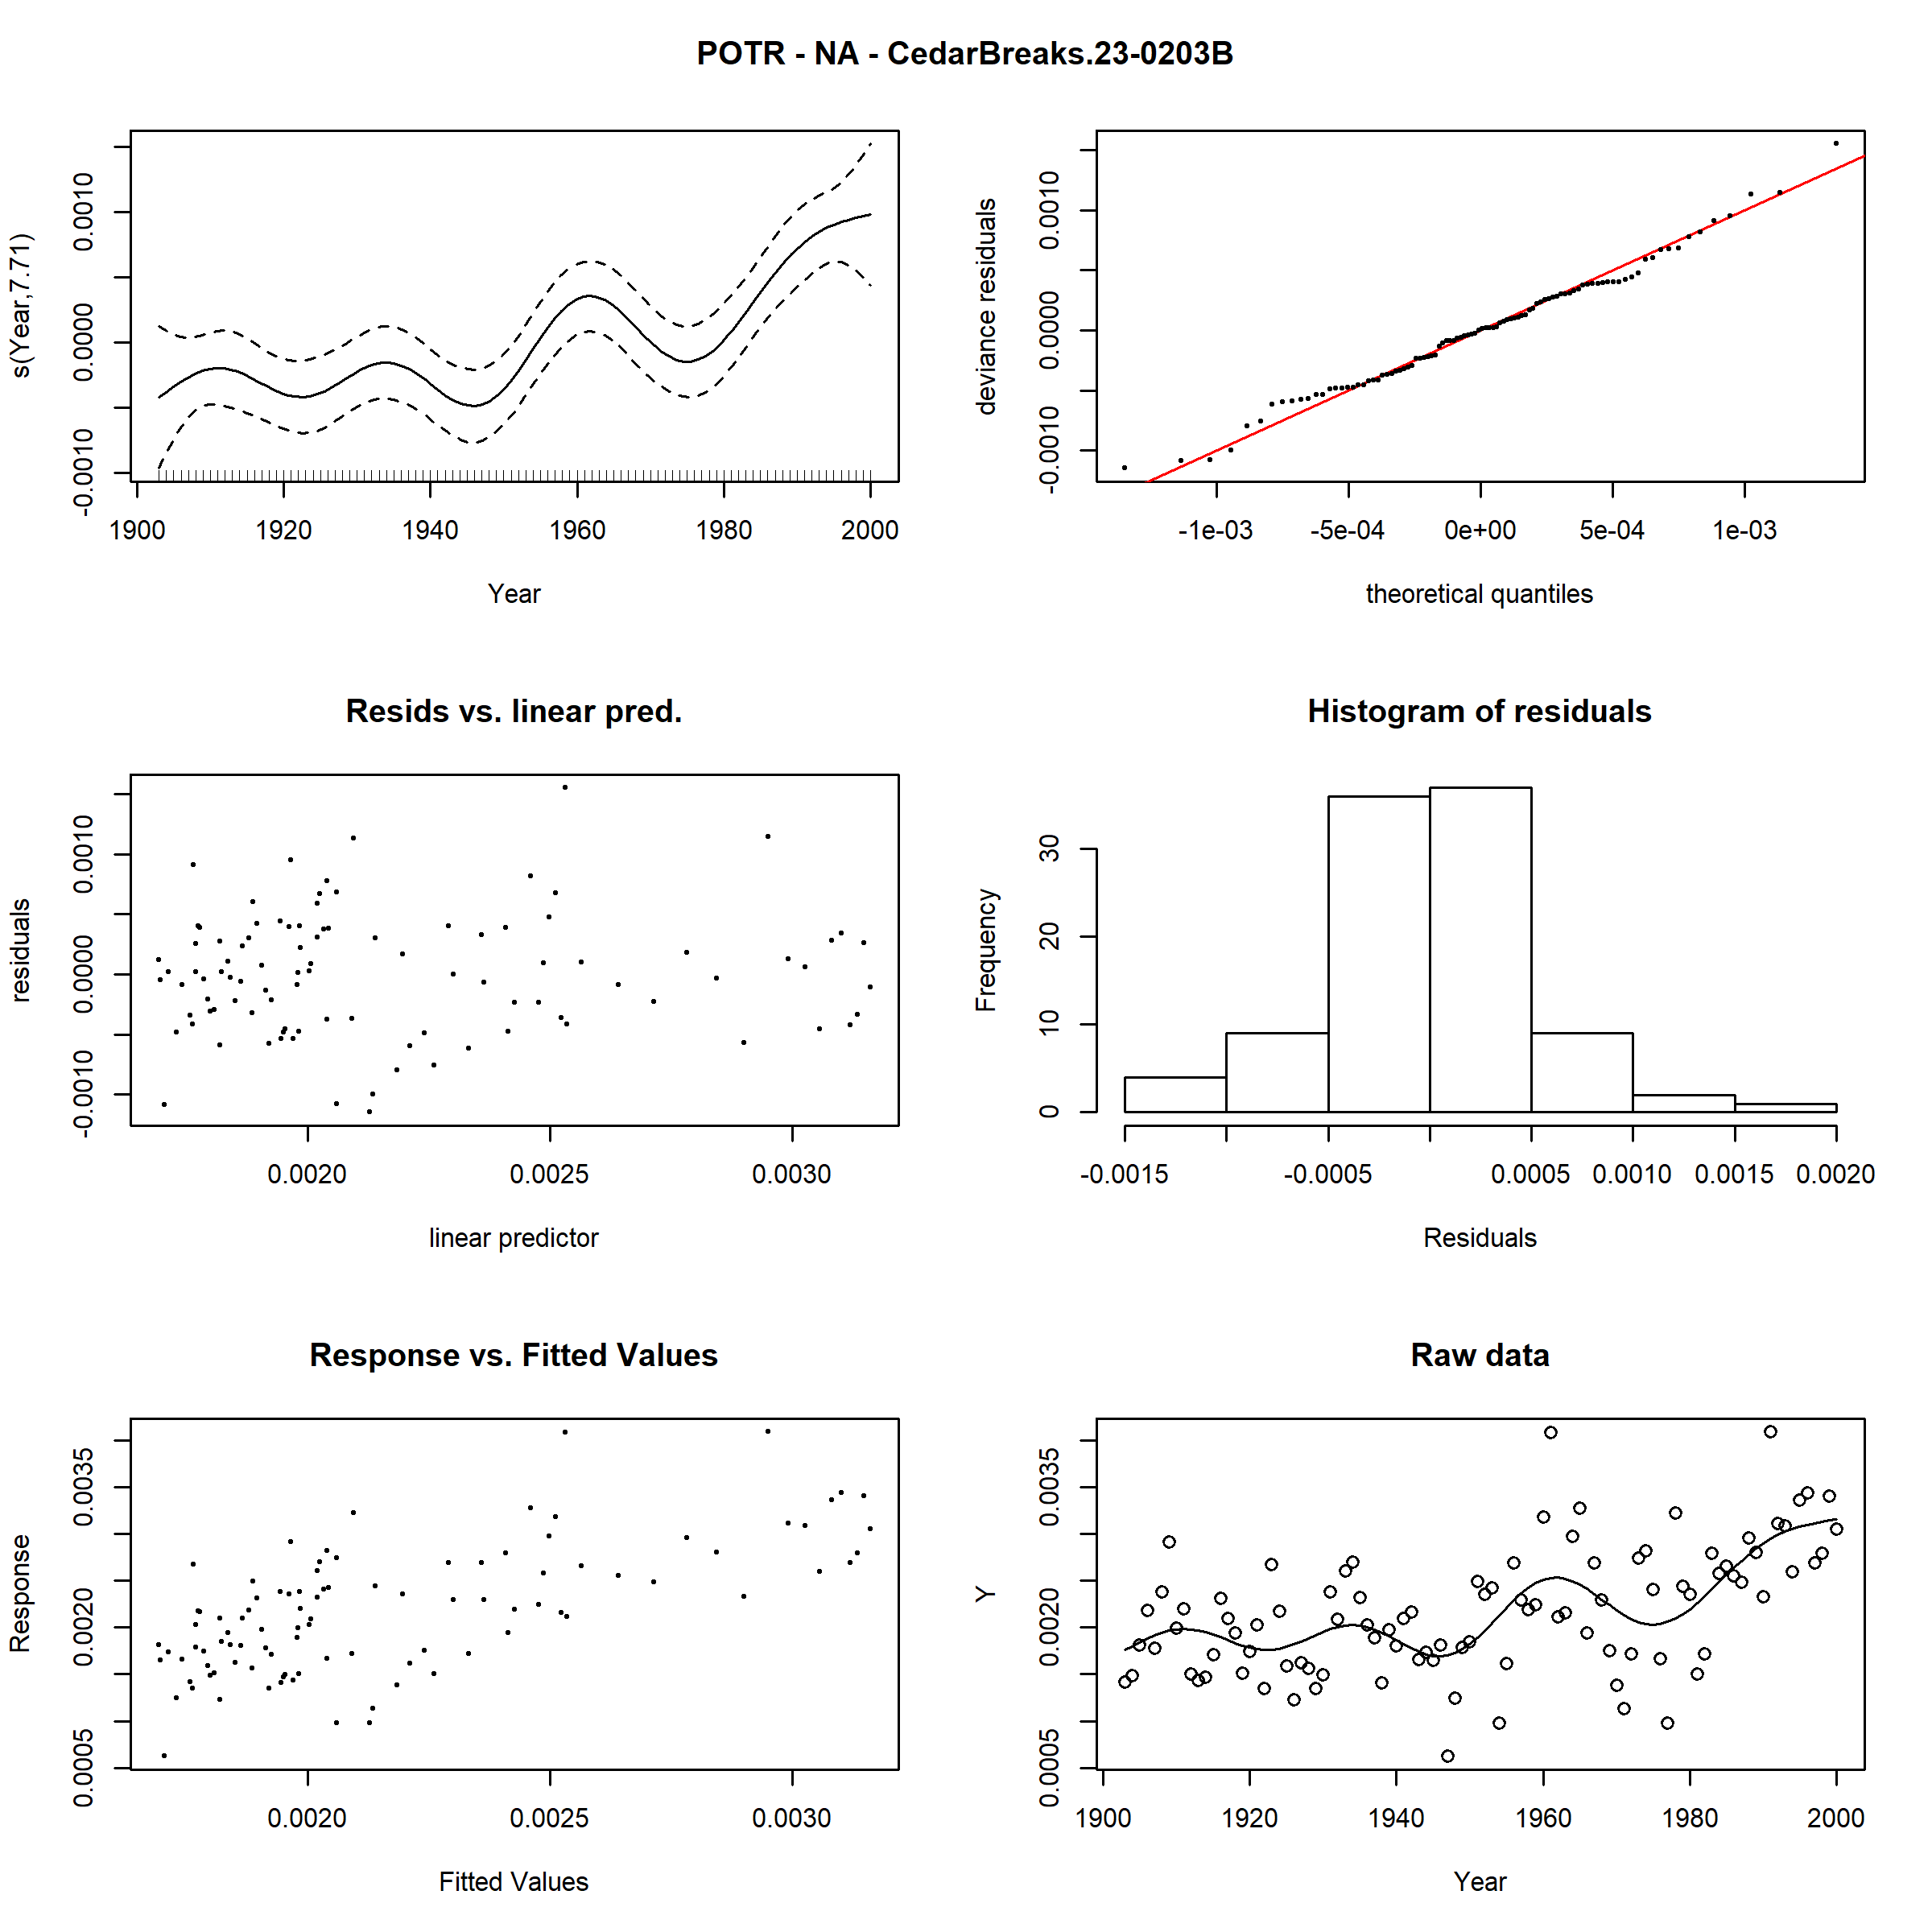 POTR - NA - CedarBreaks.23-0203B
s(Year,7.71)
-0.0010 0.0000 0.0010
1900 1920 1940 1960 1980 2000
Year
deviance residuals
-0.0010 0.0000 0.0010
-1e-03 -5e-04 0e+00 5e-04 1e-03
theoretical quantiles
Resids vs. linear pred.
residuals
-0.0010 0.0000 0.0010
0.0020 0.0025 0.0030
linear predictor
Histogram of residuals
Frequency
0 10 20 30
-0.0015 -0.0005 0.0005 0.0010 0.0015 0.0020
Residuals
Response vs. Fitted Values
Response
0.0005 0.0020 0.0035
0.0020 0.0025 0.0030
Fitted Values
Raw data
Y
0.0005 0.0020 0.0035
1900 1920 1940 1960 1980 2000
Year